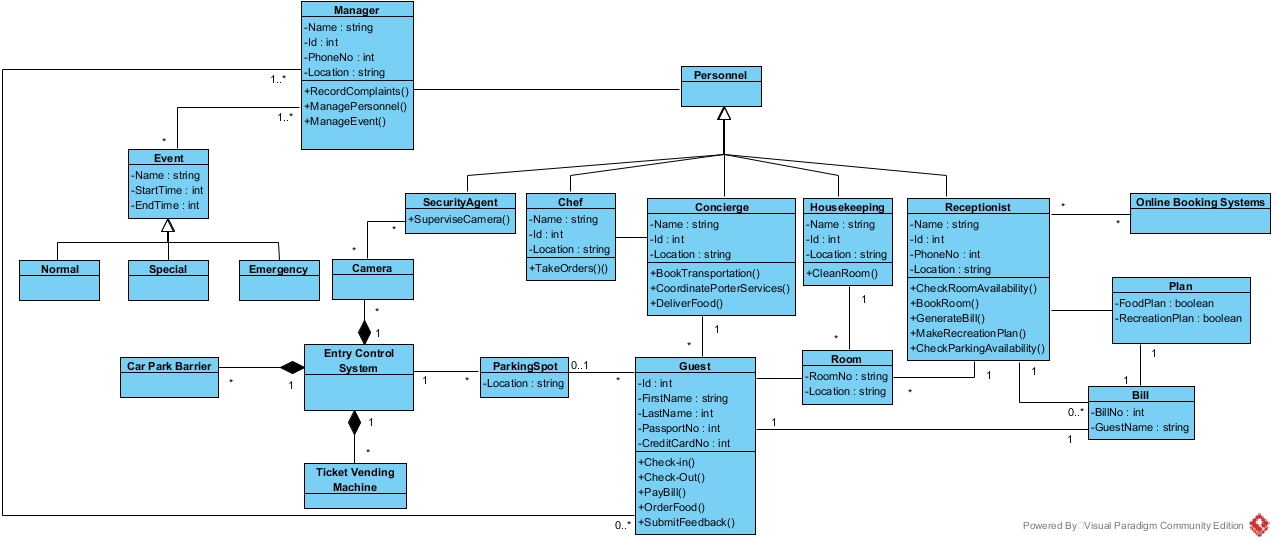 Manager
-Name : string
-Id : int
-PhoneNo : int
-Location : string
+RecordComplaints()
+ManagePersonnel()
+ManageEvent()
1..*
1..*
*
Personnel
Event
-Name : string
-StartTime : int
-EndTime : int
Normal
Special
Emergency
SecurityAgent
+SuperviseCamera()
*
*
Camera
*
1
Chef
-Name : string
-Id : int
-Location : string
+TakeOrders()()
Concierge
-Name : string
-Id : int
-Location : string
+BookTransportation()
+CoordinatePorterServices()
+DeliverFood()
1
*
Housekeeping
-Name : string
-Id : int
-Location : string
+CleanRoom()
1
*
Receptionist
-Name : string
-Id : int
-PhoneNo : int
-Location : string
+CheckRoomAvailability()
+BookRoom()
+GenerateBill()
+MakeRecreationPlan()
+CheckParkingAvailability()
*
*
Online Booking Systems
Plan
-FoodPlan : boolean
-RecreationPlan : boolean
1
1
Entry Control
System
Car Park Barrier
*
1
1
*
Ticket Vending
Machine
1
*
ParkingSpot
-Location : string
0..1
*
Guest
-Id : int
-FirstName : string
-LastName : int
-PassportNo : int
-CreditCardNo : int
+Check-in()
+Check-Out()
+PayBill()
+OrderFood()
+SubmitFeedback()
0..*
Room
-RoomNo : string
-Location : string
*
1
1
0..*
Bill
-BillNo : int
-GuestName : string
1
1
Powered By Visual Paradigm Community Edition